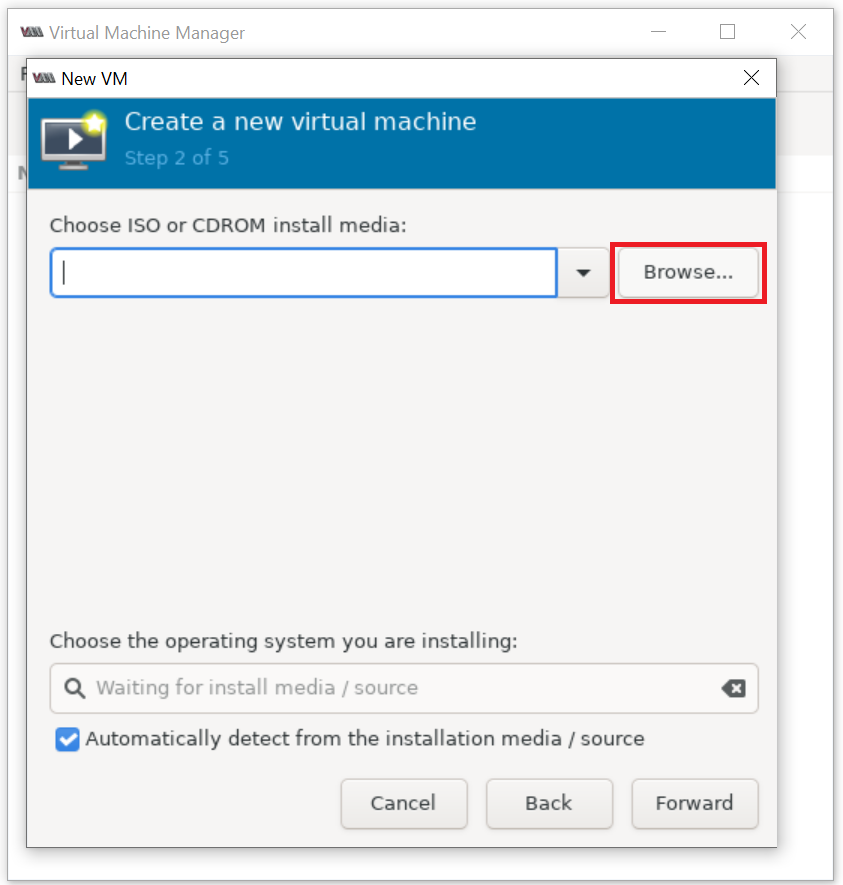 Virtual Machine Manager
New VM
Create a new virtual machine
Step 2 of 5
Choose ISO or CDROM install media:
Browse...
Choose the operating system you are installing:
Waiting for install media / source
Automatically detect from the installation media / source
Cancel Back Forward